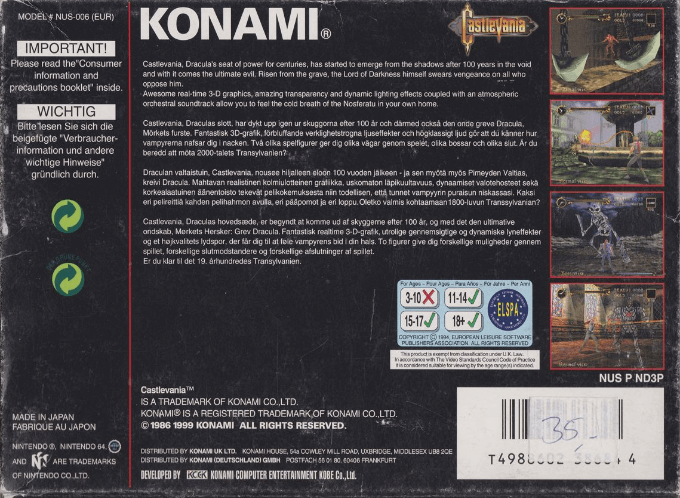 MODEL # NUS-006 (EUR)
IMPORTANT!
Please read the"Consumer
information and
precautions booklet" inside.
WICHTIG
Bitte lesen Sie sich die
beigefügte "Verbraucher-
information und andere
wichtige Hinweise"
gründlich durch.
MADE IN JAPAN
FABRIQUE AU JAPON
NINTENDO®, NINTENDO 64,
AND ARE TRADEMARKS
OF NINTENDO CO., LTD.
KONAMI®
Castlevania
Castlevania, Dracula's seat of power for centuries, has started to emerge from the shadows after 100 years in the void
and with it comes the ultimate evil. Risen from the grave, the Lord of Darkness himself swears vengeance on all who
oppose him.
Awesome real-time 3-D graphics, amazing transparency and dynamic lighting effects coupled with an atmospheric
orchestral soundtrack allow you to feel the cold breath of the Nosferatu in your own home.
Castlevania, Draculas slott, har dykt upp igen ur skuggorna efter 100 år och därmed också den onde greve Dracula,
Mörkets furste. Fantastisk 3D-grafik, förbluffande verklighetstrogna ljuseffekter och högklassigt ljud gör att du känner hur
vampyrerna nafsar dig i nacken. Två olika spelfigurer ger dig olika vägar genom spelet, olika bossar och olika slut. Är du
beredd att möta 2000-talets Transylvanien?
Draculan valtaistuin, Castlevania, nousee hiljalleen eloon 100 vuoden jälkeen - ja sen myötä myös Pimeyden Valtias,
kreivi Dracula. Mahtavan realistinen kolmiulotteinen grafiikka, uskomaton läpikuultavuus, dynaamiset valotehosteet sekä
korkealaatuinen äänentoisto tekevät pelikokemuksesta niin todellisen, että tunnet vampyyrin puraisun niskassasi. Kaksi
eri pelireittiä kahden pelihahmon avulla, eri pääpomot ja eri loppu. Oletko valmis kohtaamaan 1800-luvun Transsylvanian?
Castlevania, Draculas hovedsæde, er begyndt at komme ud af skyggerne efter 100 år, og med det den ultimative
ondskab, Mørkets Hersker: Grev Dracula. Fantastisk realtime 3-D-grafik, utrolige gennemsigtige og dynamiske lyneffekter
og et højkvalitets lydspor, der får dig til at føle vampyrens bid i din hals. To figurer give dig forskellige muligheder gennem
spillet, forskellige slutmodstandere og forskellige afslutninger af spillet.
Er du klar til det 19. århundredes Transylvanien.
For Ages - Pour Ages - Para Años - Für Jahre - Per Anni
3-10 11-14
15-17 18+
ELSPA
COPYRIGHT © 1994, EUROPEAN LEISURE SOFTWARE
PUBLISHERS ASSOCIATION. ALL RIGHTS RESERVED
This product is exempt from classification under U.K. Law.
In accordance with The Video Standards Council Code of Practice
it is considered suitable for viewing by the age range(s) indicated.
NUS P ND3P
Castlevania™
IS A TRADEMARK OF KONAMI CO.,LTD.
KONAMI® IS A REGISTERED TRADEMARK OF KONAMI CO.,LTD.
© 1986 1999 KONAMI ALL RIGHTS RESERVED.
DISTRIBUTED BY KONAMI UK LTD. KONAMI HOUSE, 54a COWLEY MILL ROAD, UXBRIDGE, MIDDLESEX UB8 2QE
DISTRIBUTED BY KONAMI (DEUTSCHLAND) GMBH POSTFACH 55 01 80, 60406 FRANKFURT
DEVELOPED BY KCEK KONAMI COMPUTER ENTERTAINMENT KOBE Co., Ltd.
35-